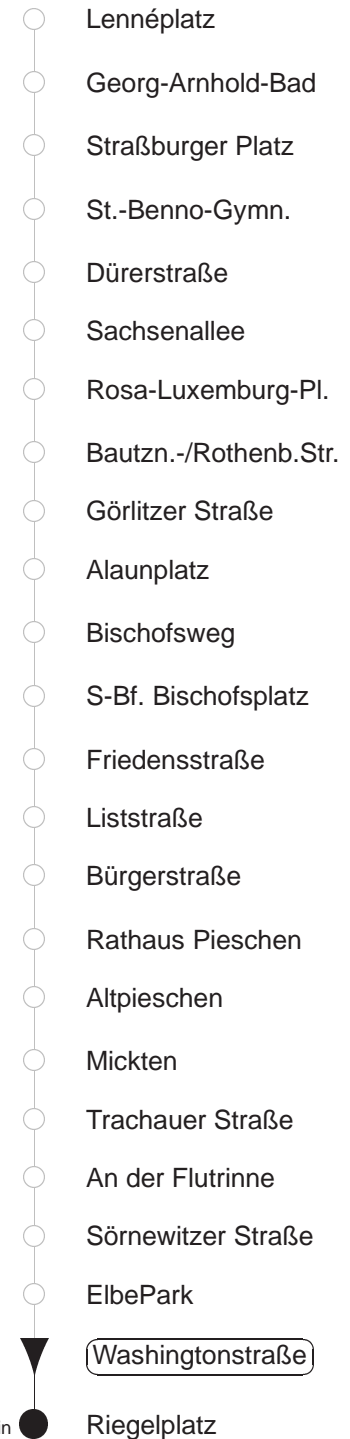 Lennéplatz
Georg-Arnhold-Bad
Straßburger Platz
St.-Benno-Gymn.
Dürerstraße
Sachsenallee
Rosa-Luxemburg-Pl.
Bautzn.-/Rothenb.Str.
Görlitzer Straße
Alaunplatz
Bischofsweg
S-Bf. Bischofsplatz
Friedensstraße
Liststraße
Bürgerstraße
Rathaus Pieschen
Altpieschen
Mickten
Trachauer Straße
An der Flutrinne
Sörnewitzer Straße
ElbePark
Washingtonstraße
Riegelplatz